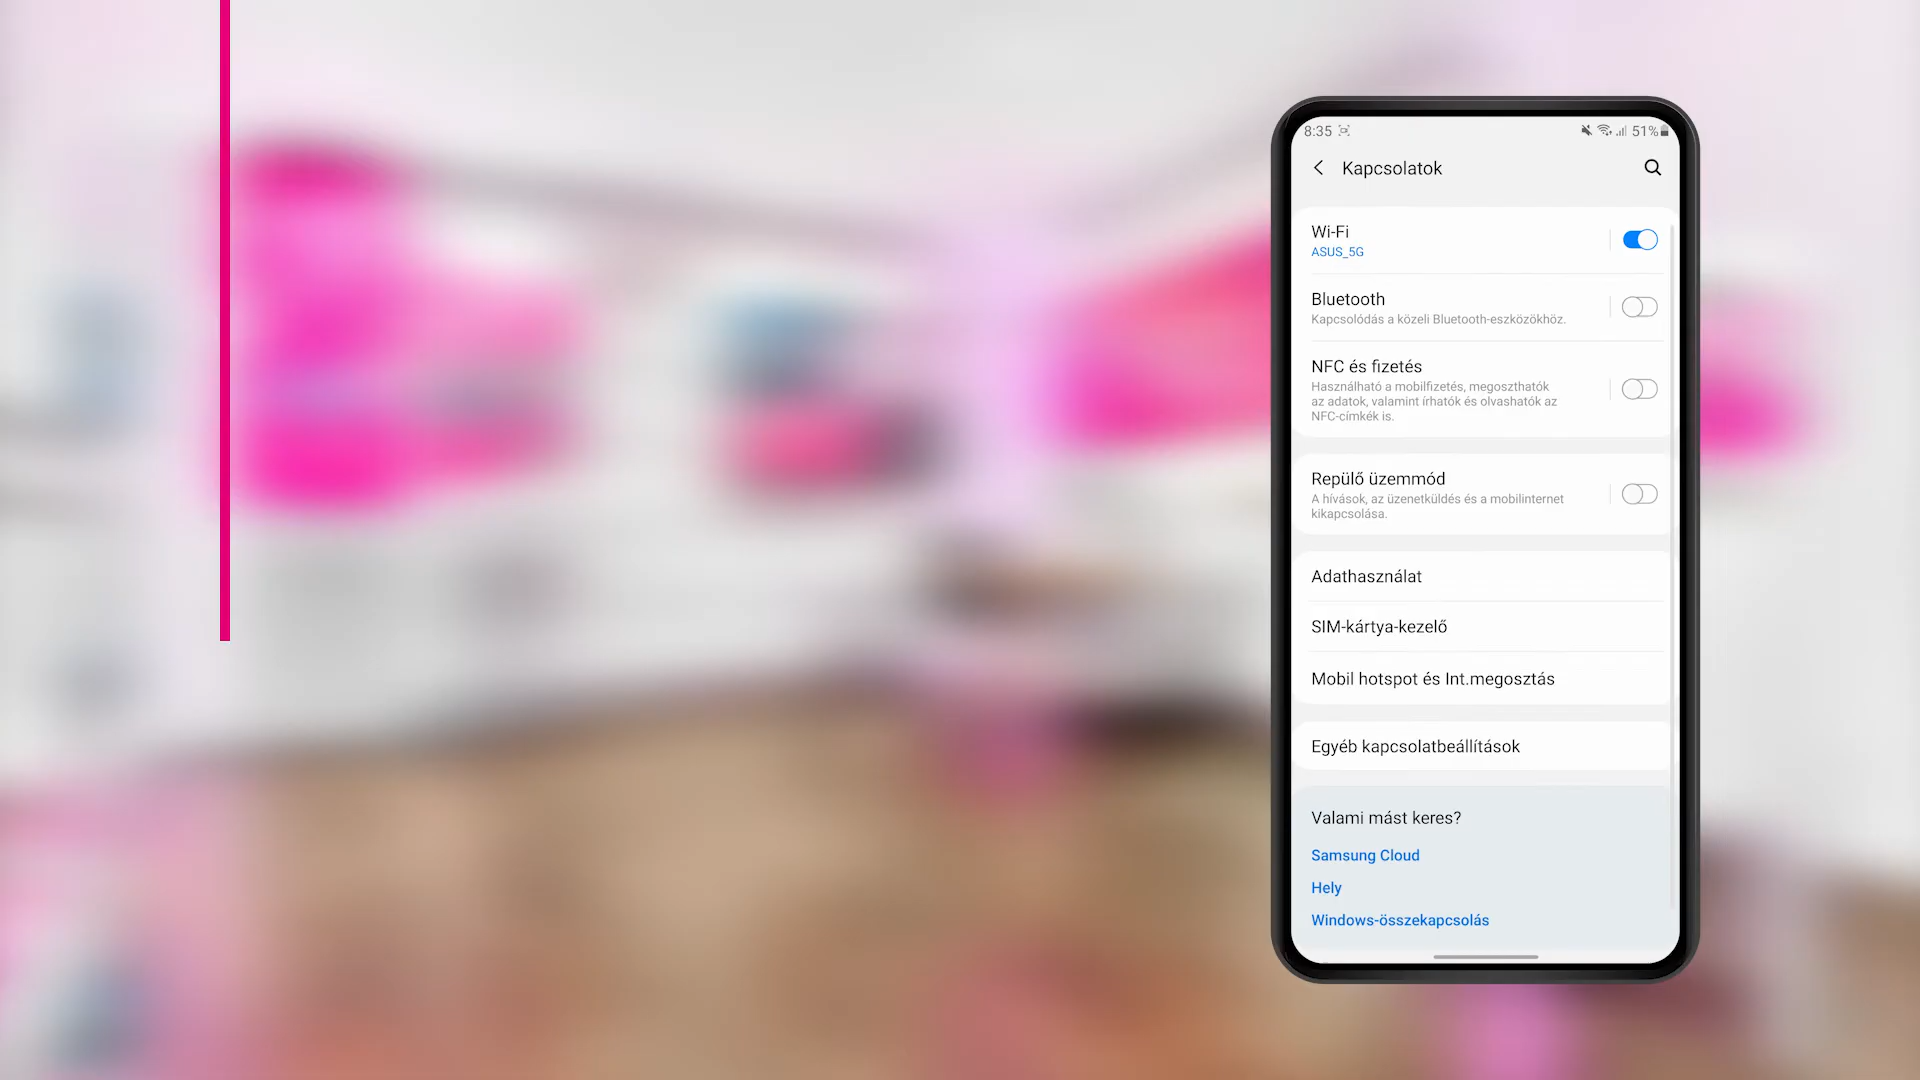 8:35 51%
Kapcsolatok
Wi-Fi
ASUS_5G
Bluetooth
Kapcsolódás a közeli Bluetooth-eszközökhöz.
NFC és fizetés
Használható a mobilfizetés, megoszthatók
az adatok, valamint írhatók és olvashatók az
NFC-címkék is.
Repülő üzemmód
A hívások, az üzenetküldés és a mobilinternet
kikapcsolása.
Adathasználat
SIM-kártya-kezelő
Mobil hotspot és Int.megosztás
Egyéb kapcsolatbeállítások
Valami mást keres?
Samsung Cloud
Hely
Windows-összekapcsolás